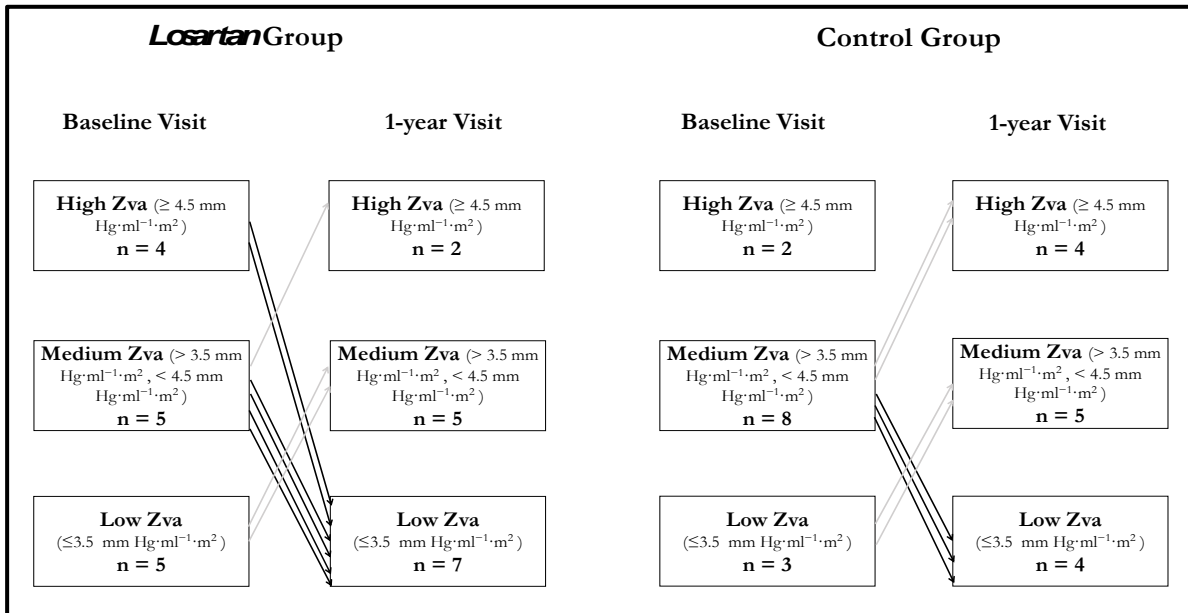 Losartan Group
Control Group
Baseline Visit
1-year Visit
Baseline Visit
1-year Visit
High Zva (≥ 4.5 mm
Hg·ml⁻¹·m²)
n = 4
High Zva (≥ 4.5 mm
Hg·ml⁻¹·m²)
n = 2
High Zva (≥ 4.5 mm
Hg·ml⁻¹·m²)
n = 2
High Zva (≥ 4.5 mm
Hg·ml⁻¹·m²)
n = 4
Medium Zva (> 3.5 mm
Hg·ml⁻¹·m² , < 4.5 mm
Hg·ml⁻¹·m²)
n = 5
Medium Zva (> 3.5 mm
Hg·ml⁻¹·m² , < 4.5 mm
Hg·ml⁻¹·m²)
n = 5
Medium Zva (> 3.5 mm
Hg·ml⁻¹·m² , < 4.5 mm
Hg·ml⁻¹·m²)
n = 8
Medium Zva (> 3.5 mm
Hg·ml⁻¹·m² , < 4.5 mm
Hg·ml⁻¹·m²)
n = 5
Low Zva
(≤3.5 mm Hg·ml⁻¹·m²)
n = 5
Low Zva
(≤3.5 mm Hg·ml⁻¹·m²)
n = 7
Low Zva
(≤3.5 mm Hg·ml⁻¹·m²)
n = 3
Low Zva
(≤3.5 mm Hg·ml⁻¹·m²)
n = 4